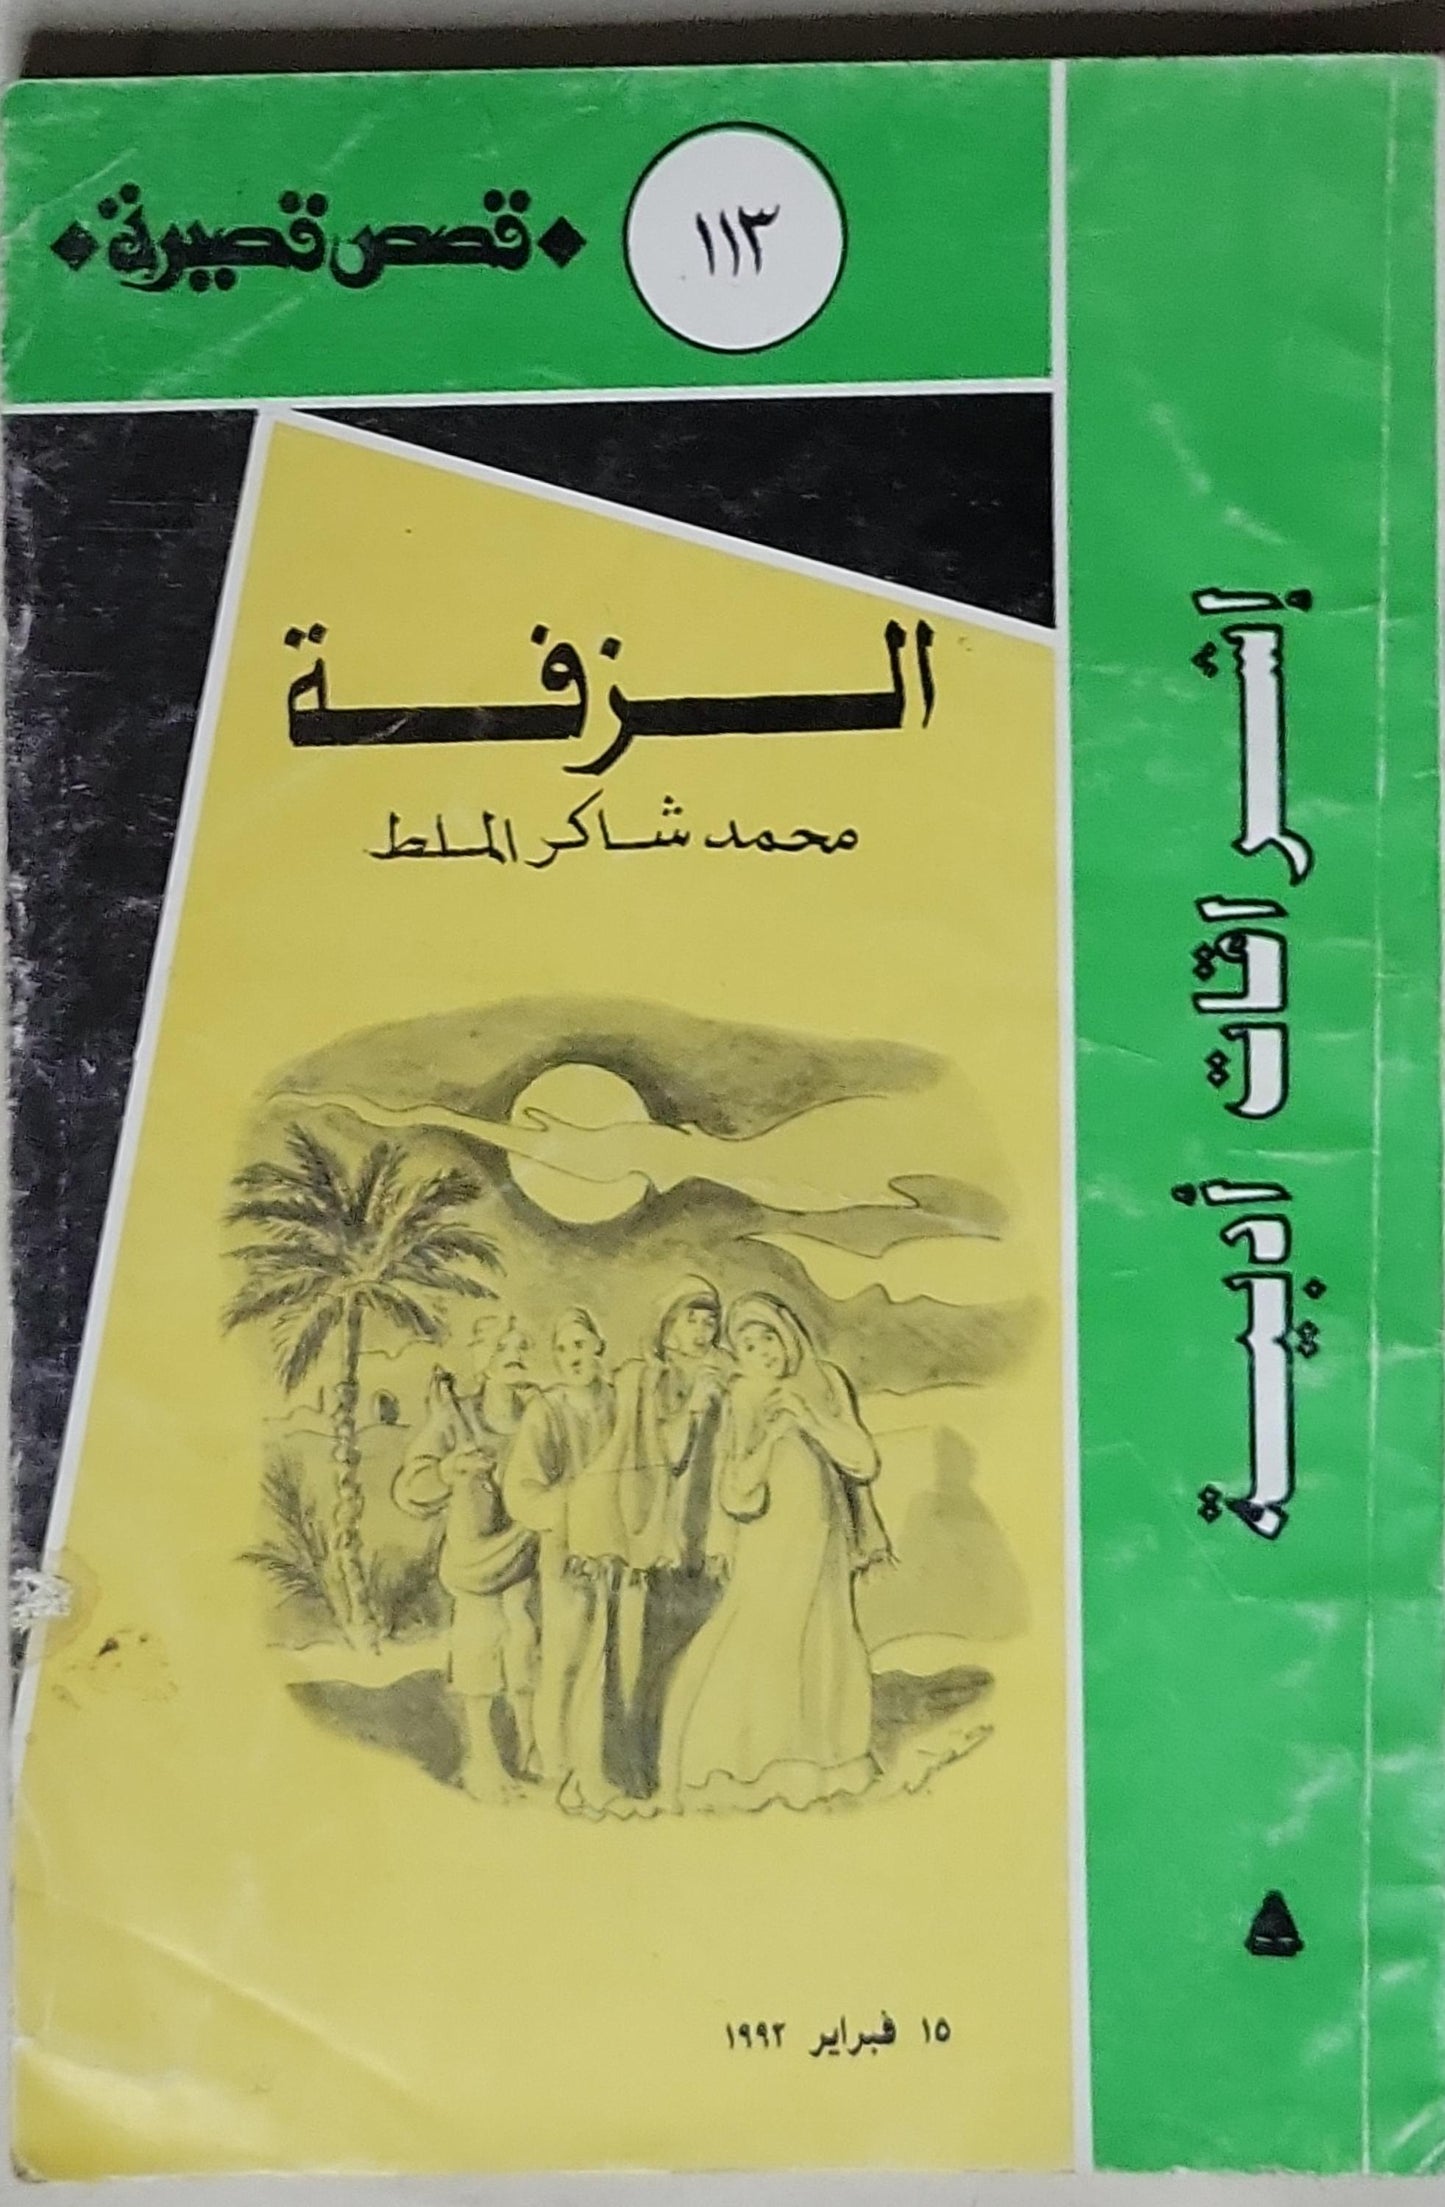 ١١٣
قصص قصيرة
الزفة
محمد شاكر الملط
١٥ فبراير ١٩٩٢
إشراقات أدبية